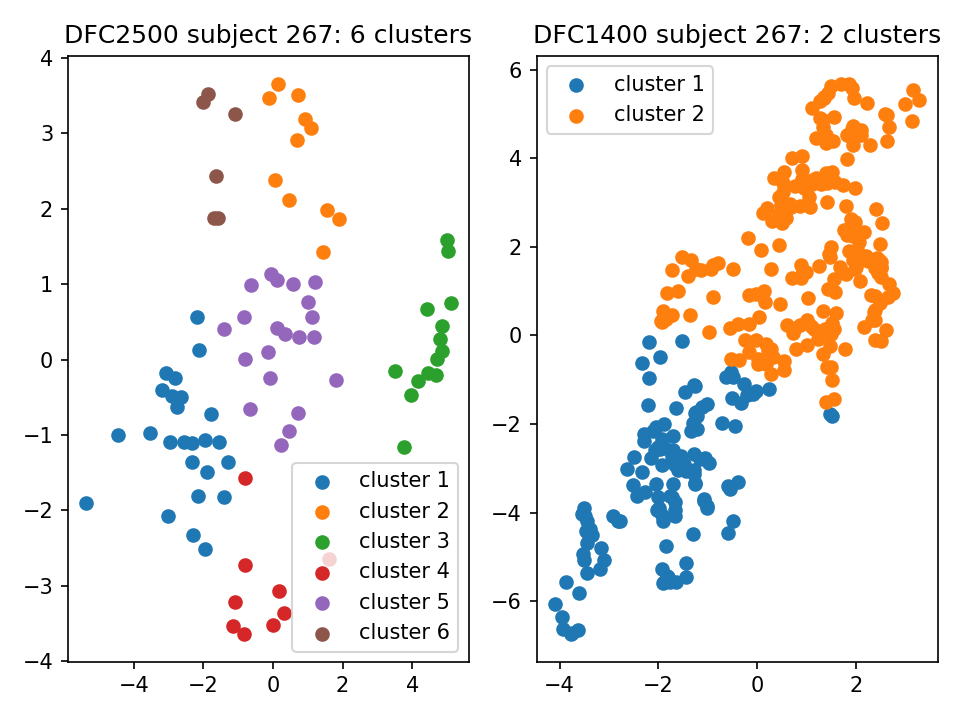 DFC2500 subject 267: 6 clusters
4
3
2
1
0
−1
−2
−3
−4
−4
−2
0
2
4
cluster 1
cluster 2
cluster 3
cluster 4
cluster 5
cluster 6
DFC1400 subject 267: 2 clusters
6
4
2
0
−2
−4
−6
−4
−2
0
2
cluster 1
cluster 2